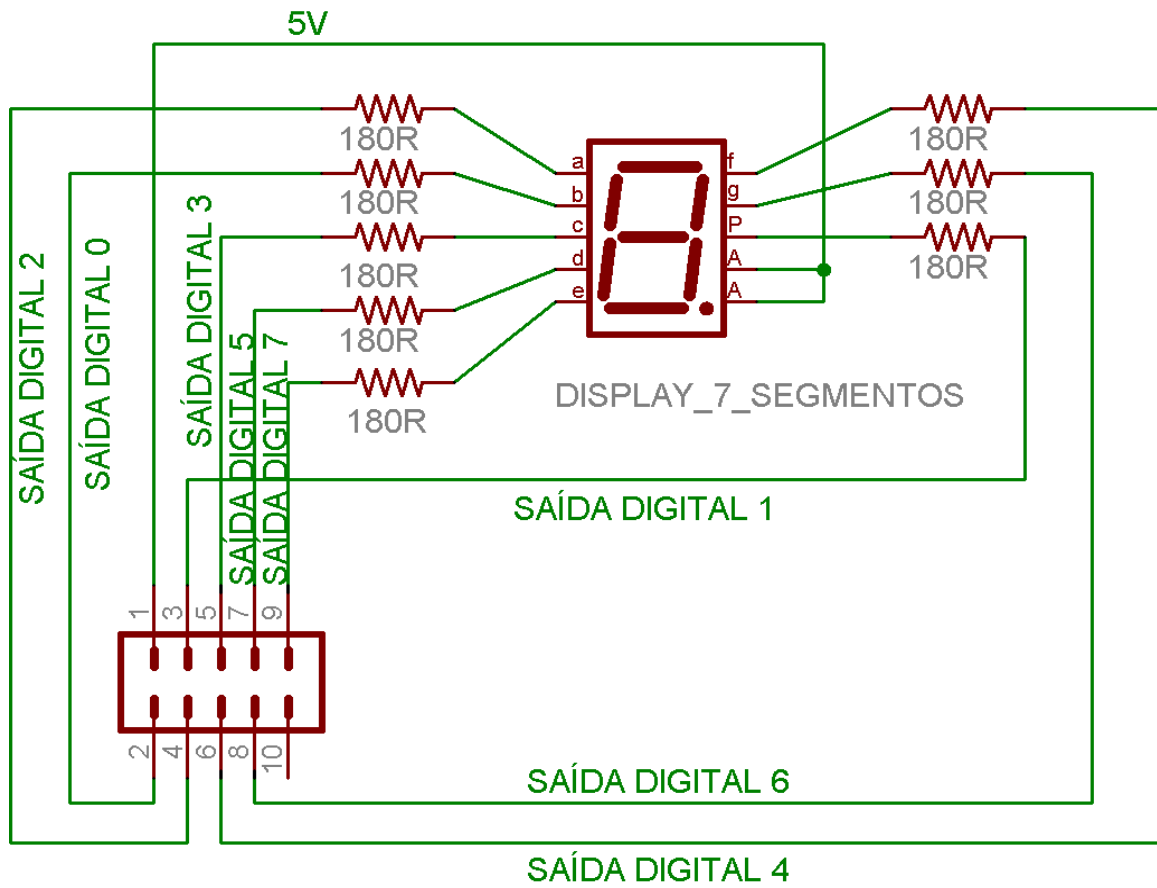 5V
180R
180R
180R
180R
180R
180R
180R
180R
a
b
c
d
e
f
g
P
A
A
DISPLAY_7_SEGMENTOS
SAÍDA DIGITAL 2
SAÍDA DIGITAL 0
SAÍDA DIGITAL 3
SAÍDA DIGITAL 5
SAÍDA DIGITAL 7
SAÍDA DIGITAL 1
1
3
5
7
9
2
4
6
8
10
SAÍDA DIGITAL 6
SAÍDA DIGITAL 4